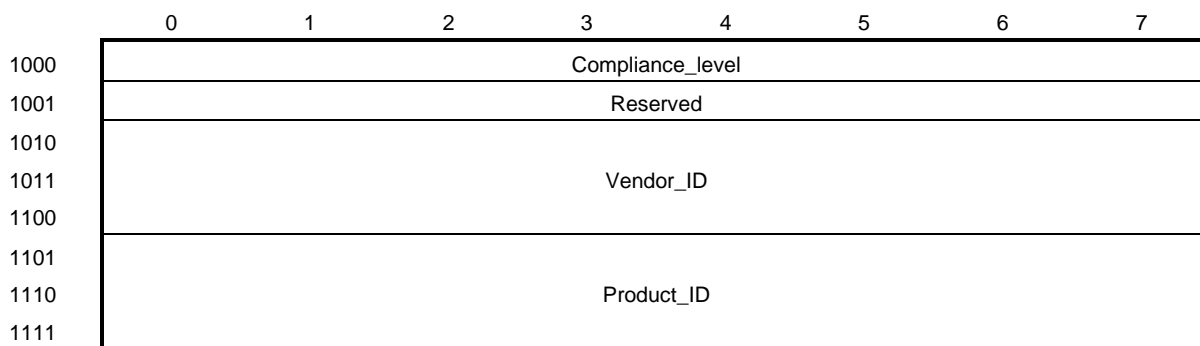 0 1 2 3 4 5 6 7
1000 Compliance_level
1001 Reserved
1010
1011 Vendor_ID
1100
1101
1110 Product_ID
1111